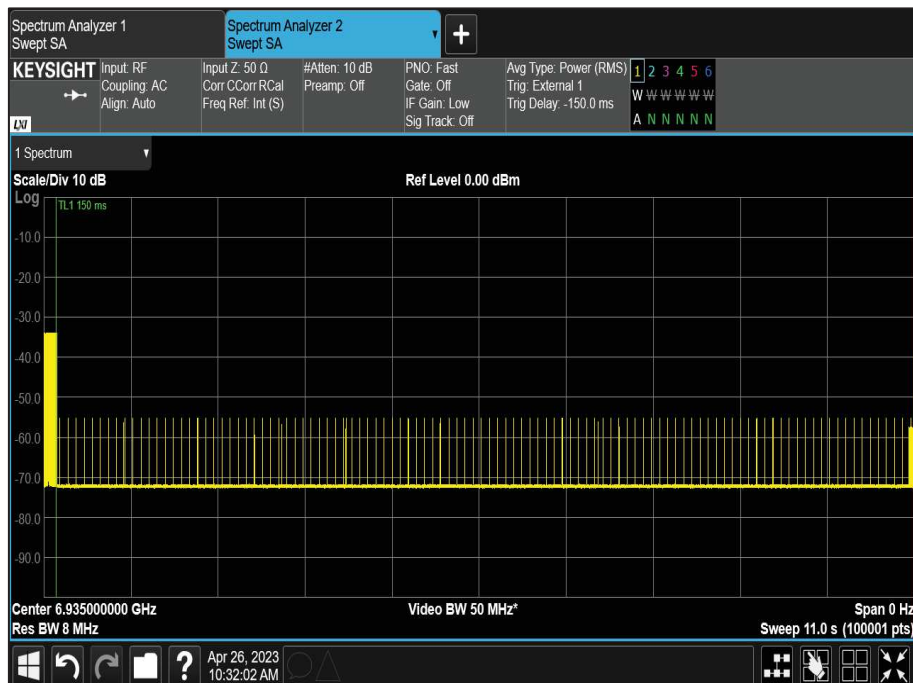 Spectrum Analyzer 1
Swept SA
Spectrum Analyzer 2
Swept SA
+
KEYSIGHT
LXI
Input: RF
Coupling: AC
Align: Auto
Input Z: 50 Ω
Corr CCorr RCal
Freq Ref: Int (S)
#Atten: 10 dB
Preamp: Off
PNO: Fast
Gate: Off
IF Gain: Low
Sig Track: Off
Avg Type: Power (RMS)
Trig: External 1
Trig Delay: -150.0 ms
1 2 3 4 5 6
W W W W W W
A N N N N N
1 Spectrum
Scale/Div 10 dB
Ref Level 0.00 dBm
Log
TL1 150 ms
-10.0
-20.0
-30.0
-40.0
-50.0
-60.0
-70.0
-80.0
-90.0
Center 6.935000000 GHz
Video BW 50 MHz*
Span 0 Hz
Res BW 8 MHz
Sweep 11.0 s (100001 pts)
?
Apr 26, 2023
10:32:02 AM